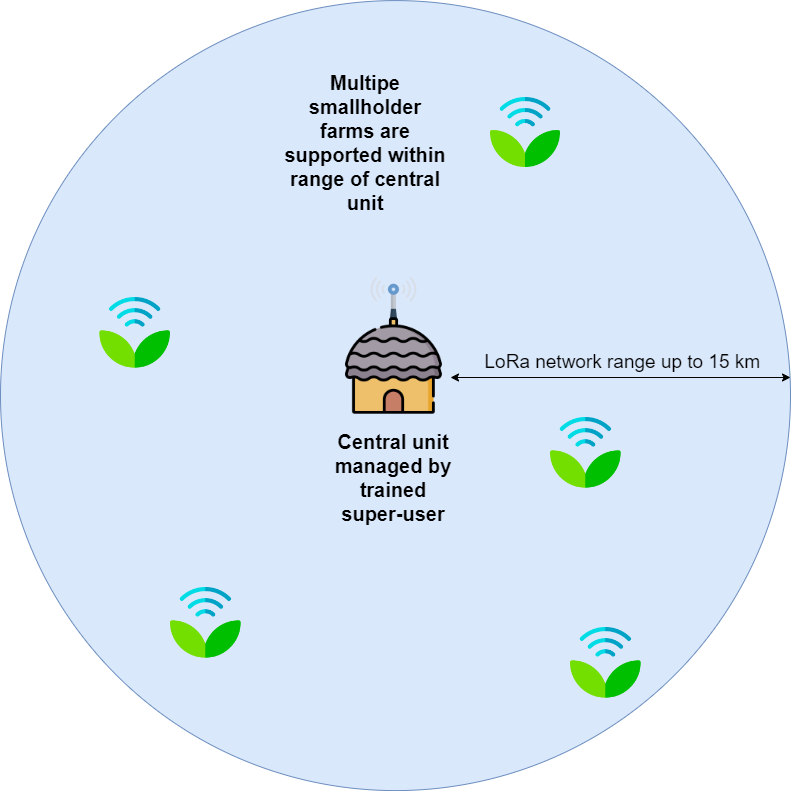 Multipe
smallholder
farms are
supported within
range of central
unit
LoRa network range up to 15 km
Central unit
managed by
trained
super-user